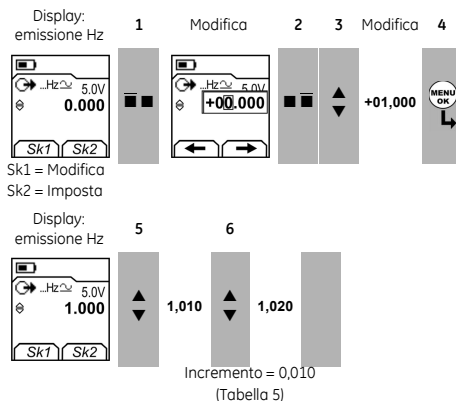 Display:
emissione Hz
1
Modifica
2
3
Modifica
4
...Hz 5.0V
0.000
Sk1 Sk2
...Hz 5.0V
+00.000
+01,000
MENU
OK
Sk1 = Modifica
Sk2 = Imposta
Display:
emissione Hz
5
6
...Hz 5.0V
1.000
Sk1 Sk2
1,010
1,020
Incremento = 0,010
(Tabella 5)